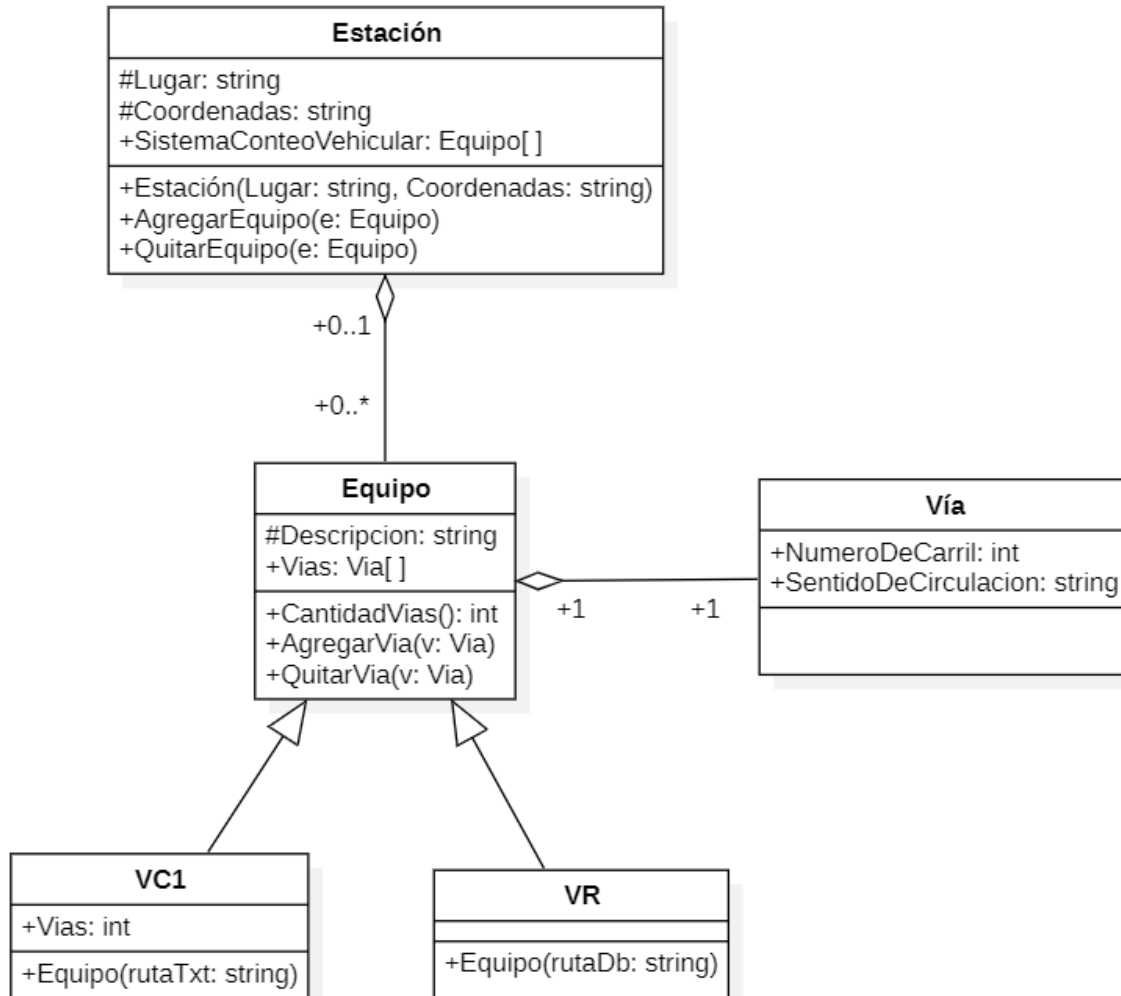 Estación
#Lugar: string
#Coordenadas: string
+SistemaConteoVehicular: Equipo[ ]
+Estación(Lugar: string, Coordenadas: string)
+AgregarEquipo(e: Equipo)
+QuitarEquipo(e: Equipo)
+0..1
+0..*
Equipo
#Descripcion: string
+Vias: Via[ ]
+CantidadVias(): int
+AgregarVia(v: Via)
+QuitarVia(v: Via)
+1
+1
Vía
+NumeroDeCarril: int
+SentidoDeCirculacion: string
VC1
+Vias: int
+Equipo(rutaTxt: string)
VR
+Equipo(rutaDb: string)